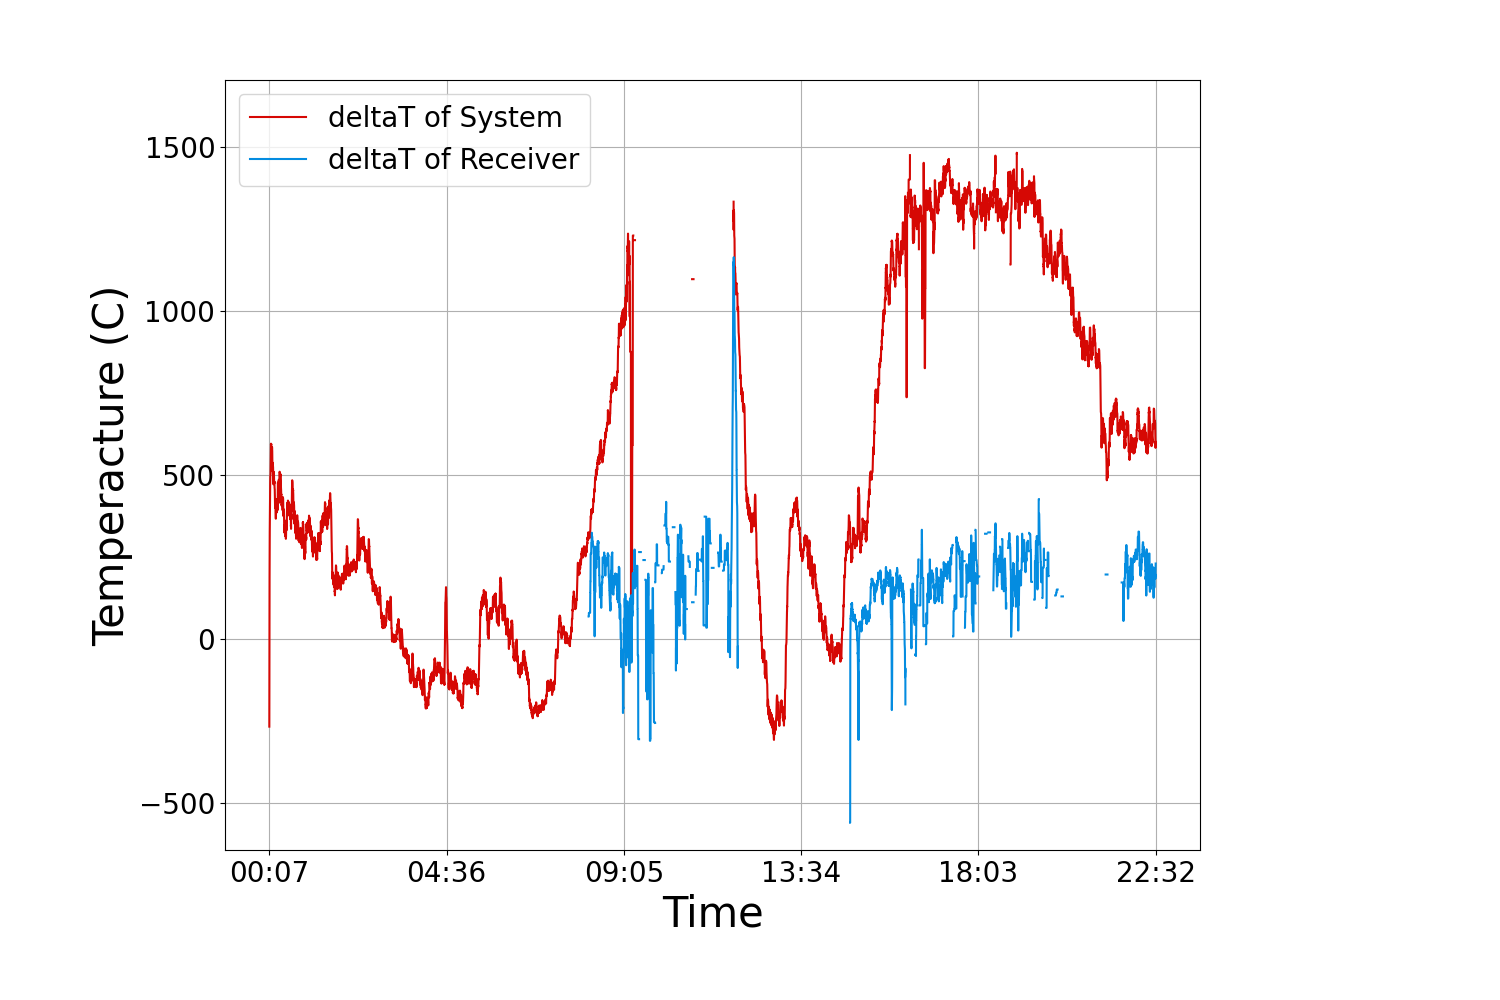 deltaT of System
deltaT of Receiver
1500
1000
500
0
−500
Temperacture (C)
00:07 04:36 09:05 13:34 18:03 22:32
Time